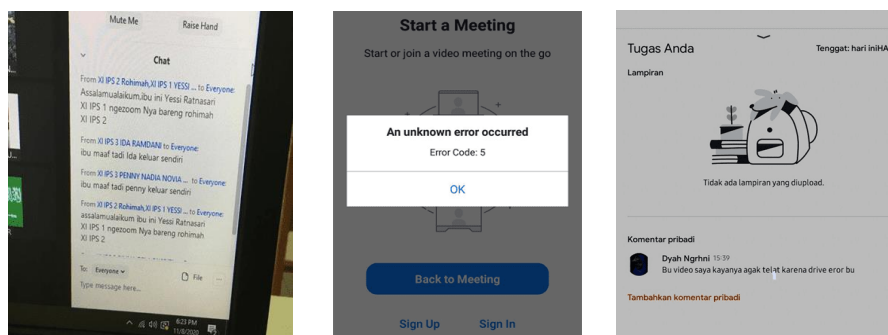 Mute Me
Raise Hand
Chat
From XI IPS 2 Rohimah,XI IPS 1 YESSI ... to Everyone:
Assalamualaikum.ibu ini Yessi Ratnasari
XI IPS 1 ngezoom Nya bareng rohimah
XI IPS 2
From XI IPS 3 IDA RAMDANI to Everyone:
ibu maaf tadi Ida keluar sendiri
From XI IPS 3 PENNY NADIA NOVIA ... to Everyone:
ibu maaf tadi penny keluar sendiri
From XI IPS 2 Rohimah,XI IPS 1 YESSI ... to Everyone:
assalamualaikum ibu ini Yessi Ratnasari
XI IPS 1 ngezoom Nya bareng rohimah
XI IPS 2
To: Everyone
File
...
Type message here...
6:23 PM
11/8/2020
Start a Meeting
Start or join a video meeting on the go
An unknown error occurred
Error Code: 5
OK
Back to Meeting
Sign Up
Sign In
Tugas Anda
Tenggat: hari iniHA
Lampiran
Tidak ada lampiran yang diupload.
Komentar pribadi
Dyah Ngrhni 15:39
Bu video saya kayanya agak telat karena drive eror bu
Tambahkan komentar pribadi